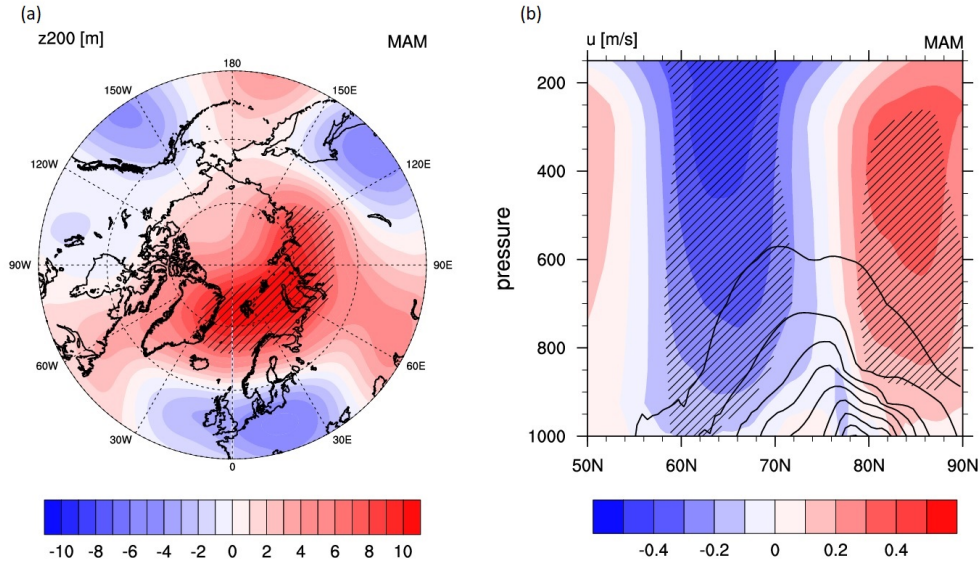 (a)
z200 [m]
MAM
180
150W
150E
120W
120E
90W
90E
60W
60E
30W
30E
0
-10 -8 -6 -4 -2 0 2 4 6 8 10
(b)
u [m/s]
MAM
pressure
200
400
600
800
1000
50N 60N 70N 80N 90N
-0.4 -0.2 0 0.2 0.4